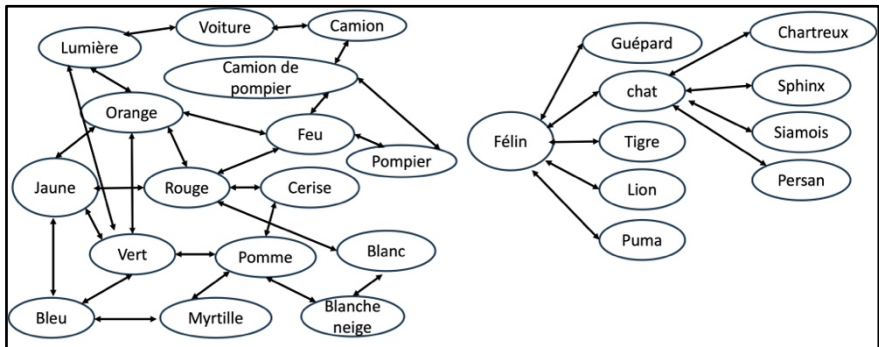 Lumière
Voiture
Camion
Camion de
pompier
Orange
Feu
Pompier
Jaune
Rouge
Cerise
Vert
Pomme
Blanc
Bleu
Myrtille
Blanche
neige
Guépard
Chartreux
chat
Sphinx
Félin
Tigre
Siamois
Lion
Persan
Puma